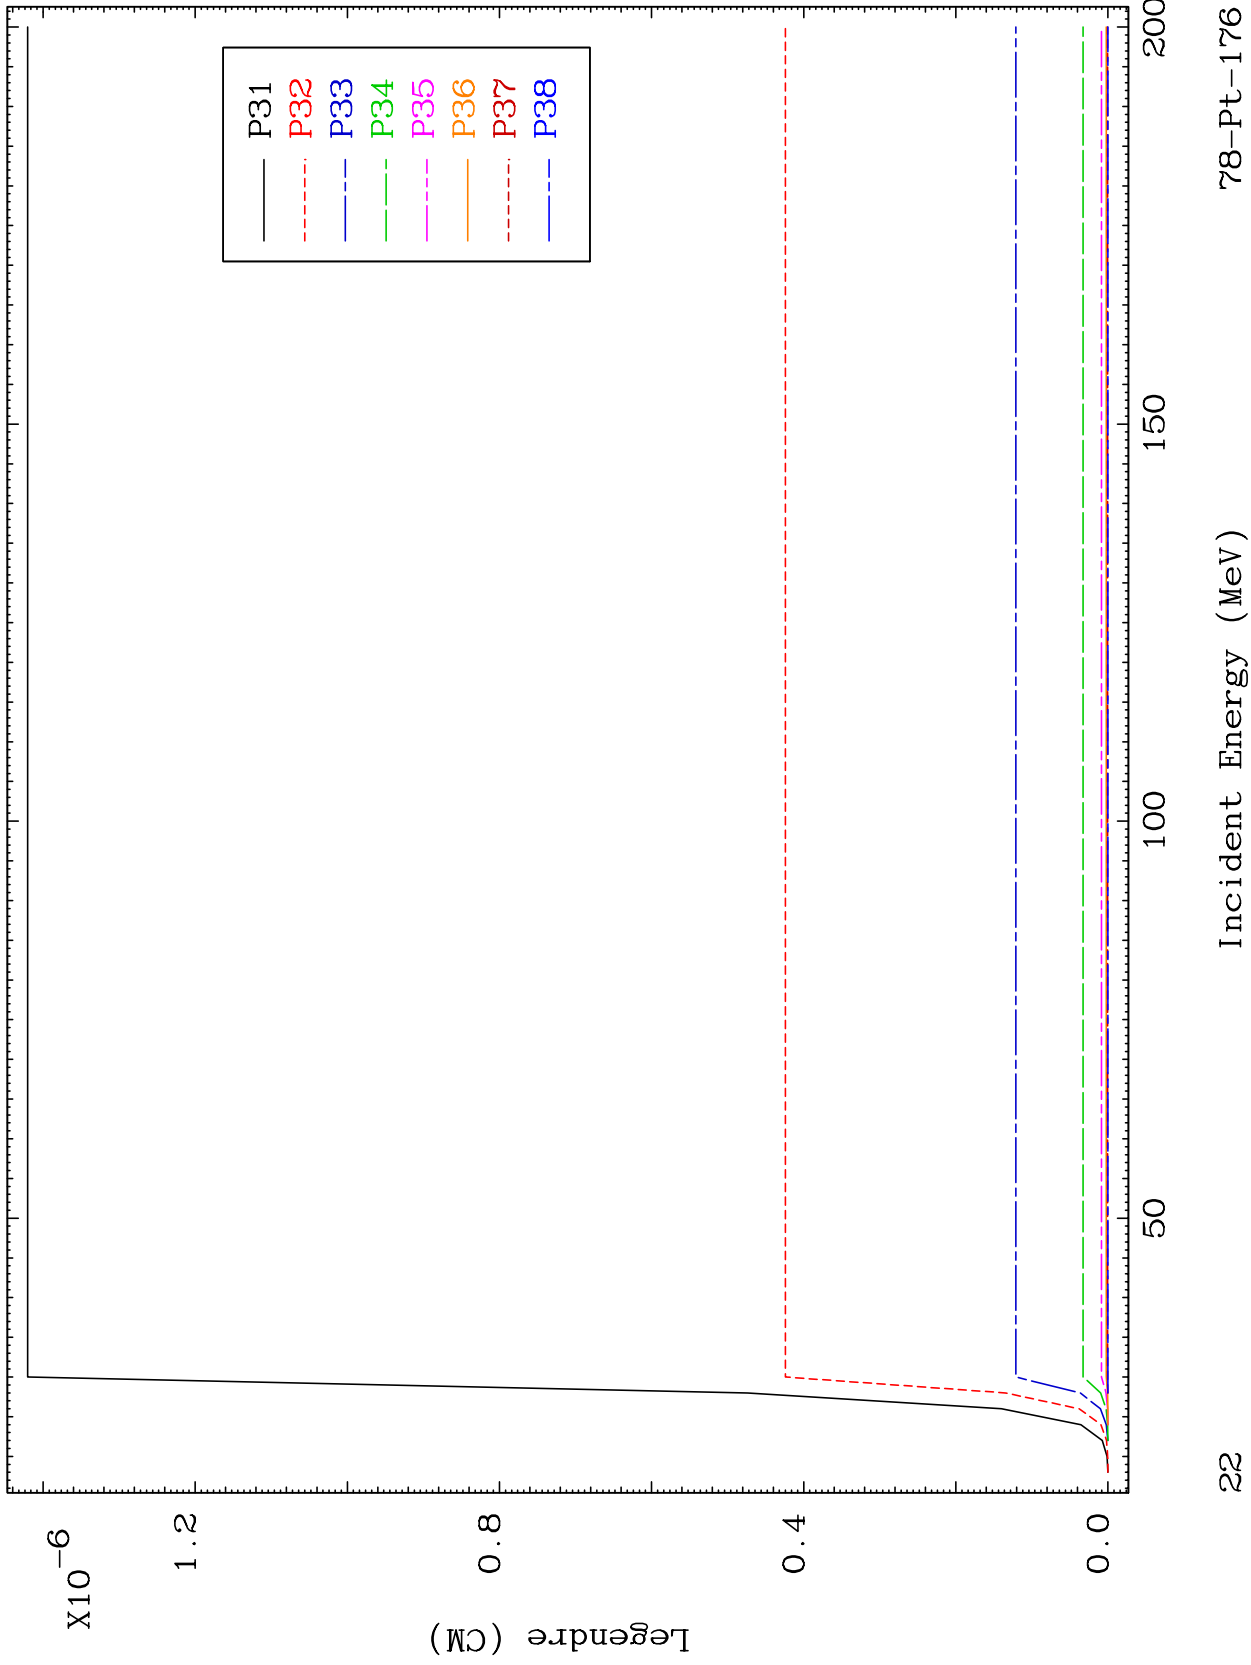 X10^-6
1.2
0.8
0.4
0.0
Legendre (CM)
P31
P32
P33
P34
P35
P36
P37
P38
50
100
150
200
Incident Energy (MeV)
22
78-Pt-176